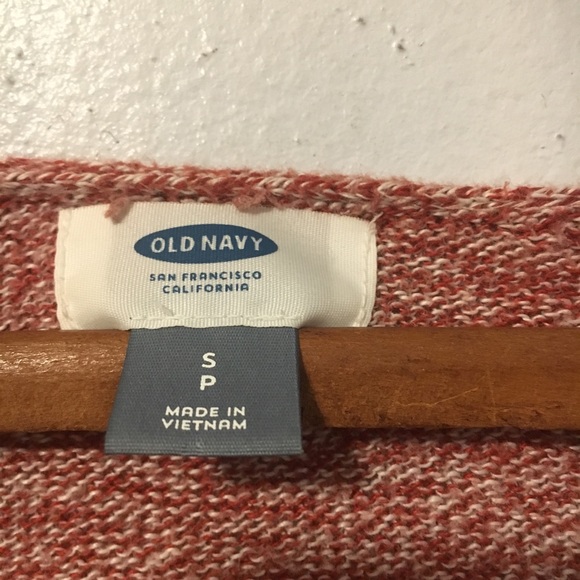 OLD NAVY
SAN FRANCISCO
CALIFORNIA
S
P
MADE IN
VIETNAM